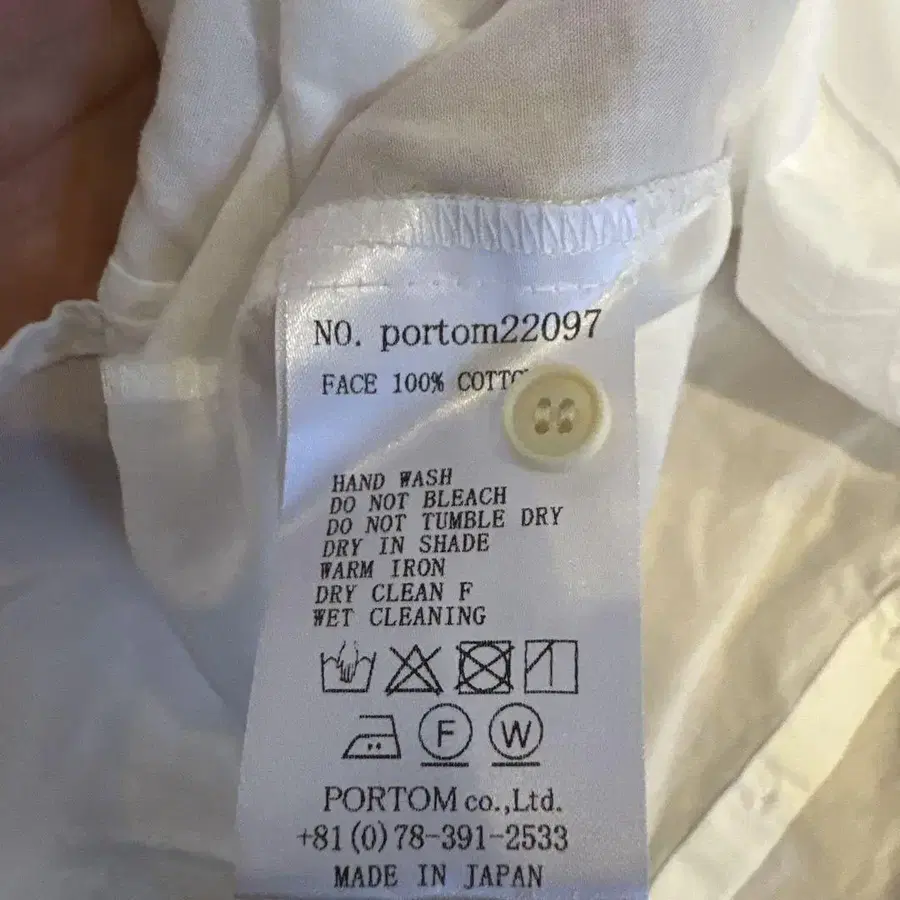 NO. portom22097
FACE 100%
HAND WASH
DO NOT BLEACH
DO NOT TUMBLE DRY
DRY IN SHADE
WARM IRON
DRY CLEAN F
WET CLEANING
F W
PORTOM co.,Ltd.
+81(0)78-391-2533
MADE IN JAPAN